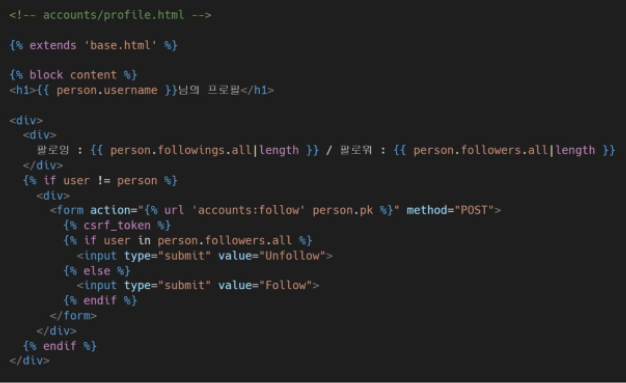 <!-- accounts/profile.html -->
{% extends 'base.html' %}
{% block content %}
<h1>{{ person.username }}님의 프로필</h1>
<div>
<div>
팔로잉 : {{ person.followings.all|length }} / 팔로워 : {{ person.followers.all|length }}
</div>
{% if user != person %}
<div>
<form action="{% url 'accounts:follow' person.pk %}" method="POST">
{% csrf_token %}
{% if user in person.followers.all %}
<input type="submit" value="Unfollow">
{% else %}
<input type="submit" value="Follow">
{% endif %}
</form>
</div>
{% endif %}
</div>